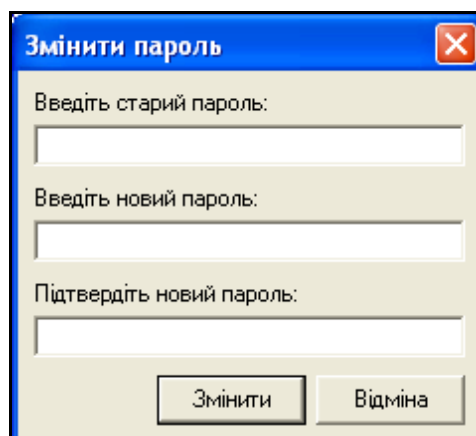 Змінити пароль
Введіть старий пароль:
Введіть новий пароль:
Підтвердіть новий пароль:
Змінити Відміна